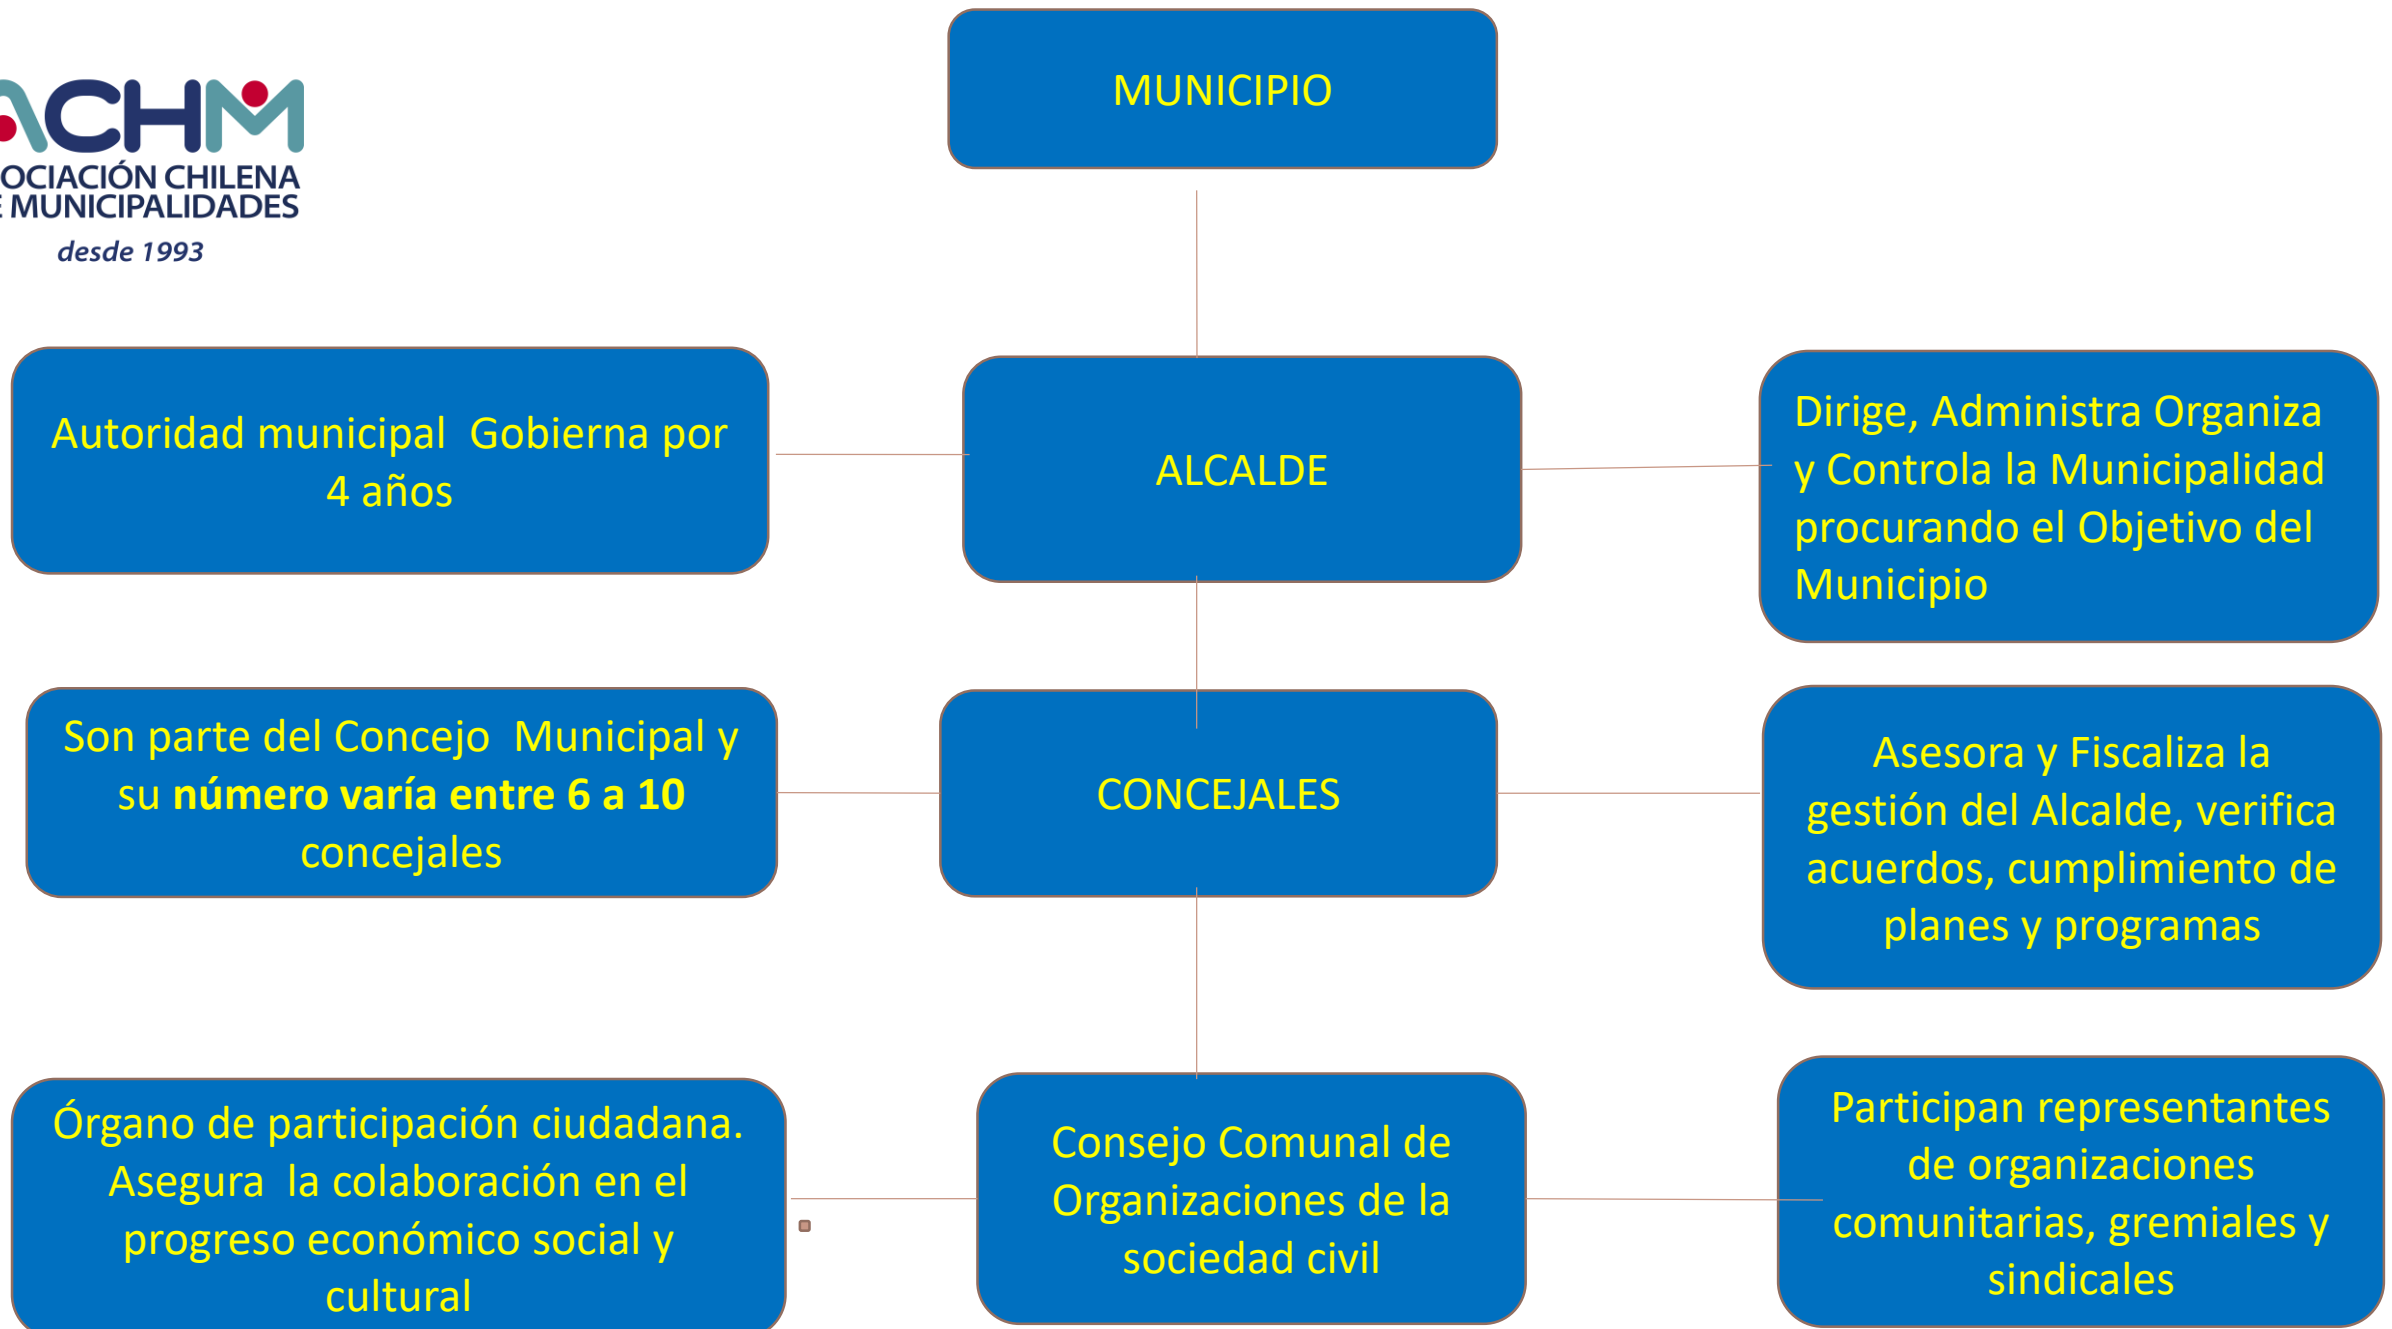 MUNICIPIO
ACHM
OCIACIÓN CHILENA
E MUNICIPALIDADES
desde 1993
Autoridad municipal Gobierna por
4 años
ALCALDE
Dirige, Administra Organiza
y Controla la Municipalidad
procurando el Objetivo del
Municipio
Son parte del Concejo Municipal y
su número varía entre 6 a 10
concejales
CONCEJALES
Asesora y Fiscaliza la
gestión del Alcalde, verifica
acuerdos, cumplimiento de
planes y programas
Órgano de participación ciudadana.
Asegura la colaboración en el
progreso económico social y
cultural
Consejo Comunal de
Organizaciones de la
sociedad civil
Participan representantes
de organizaciones
comunitarias, gremiales y
sindicales